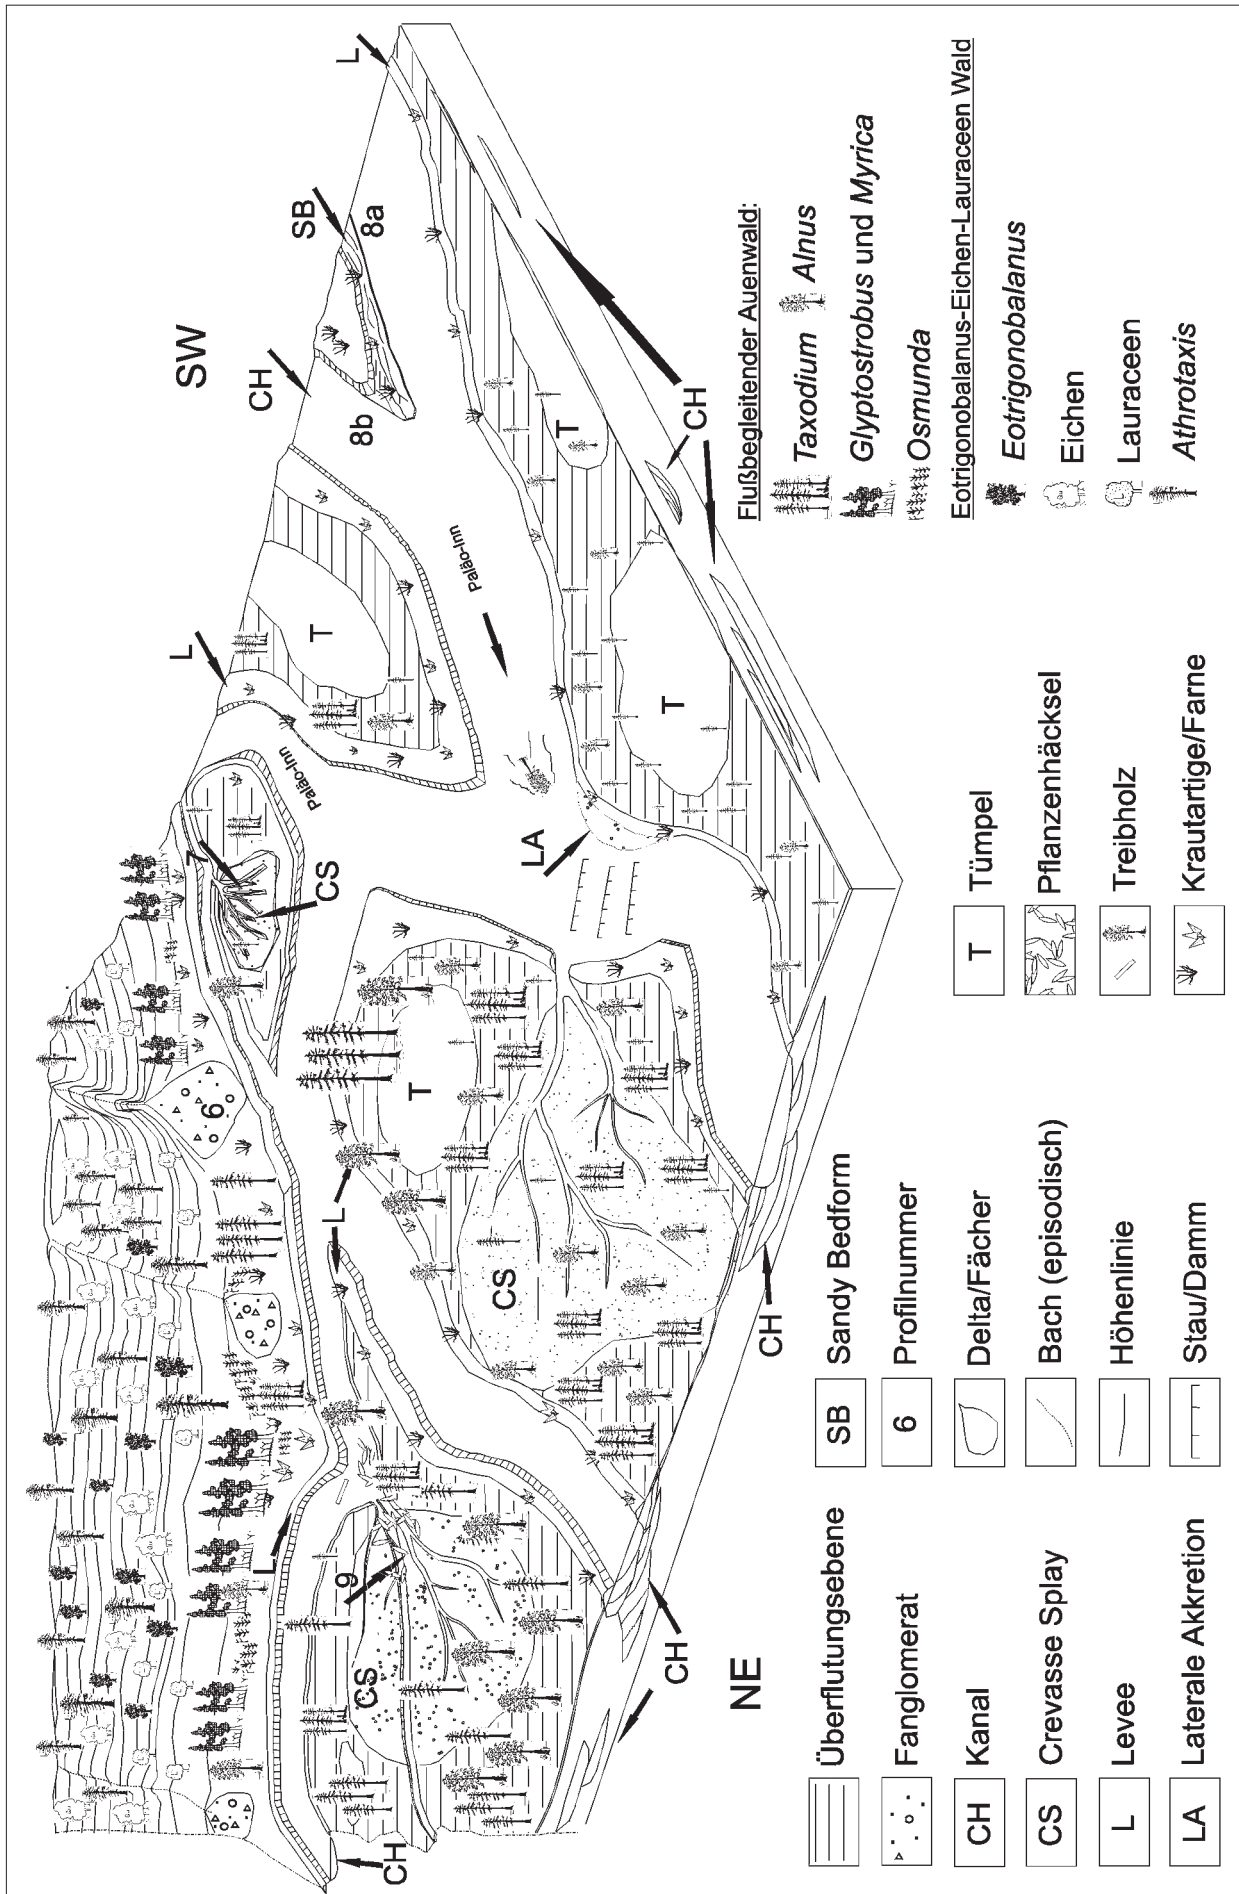 SW
NE
L
SB
8a
CH
8b
L
T
Paläo-Inn
Paläo-Inn
T
T
LA
CS
7
6
T
L
CS
L
9
CS
CH
CH
CH
CH
Flußbegleitender Auenwald:
Taxodium
Alnus
Glyptostrobus und Myrica
Osmunda
Eotrigonobalanus-Eichen-Lauraceen Wald
Eotrigonobalanus
Eichen
Lauraceen
Athrotaxis
Überflutungsebene
Fanglomerat
CH Kanal
CS Crevasse Splay
L Levee
LA Laterale Akkretion
SB Sandy Bedform
6 Profilnummer
Delta/Fächer
Bach (episodisch)
Höhenlinie
Stau/Damm
T Tümpel
Pflanzenhäcksel
Treibholz
Krautartige/Farne